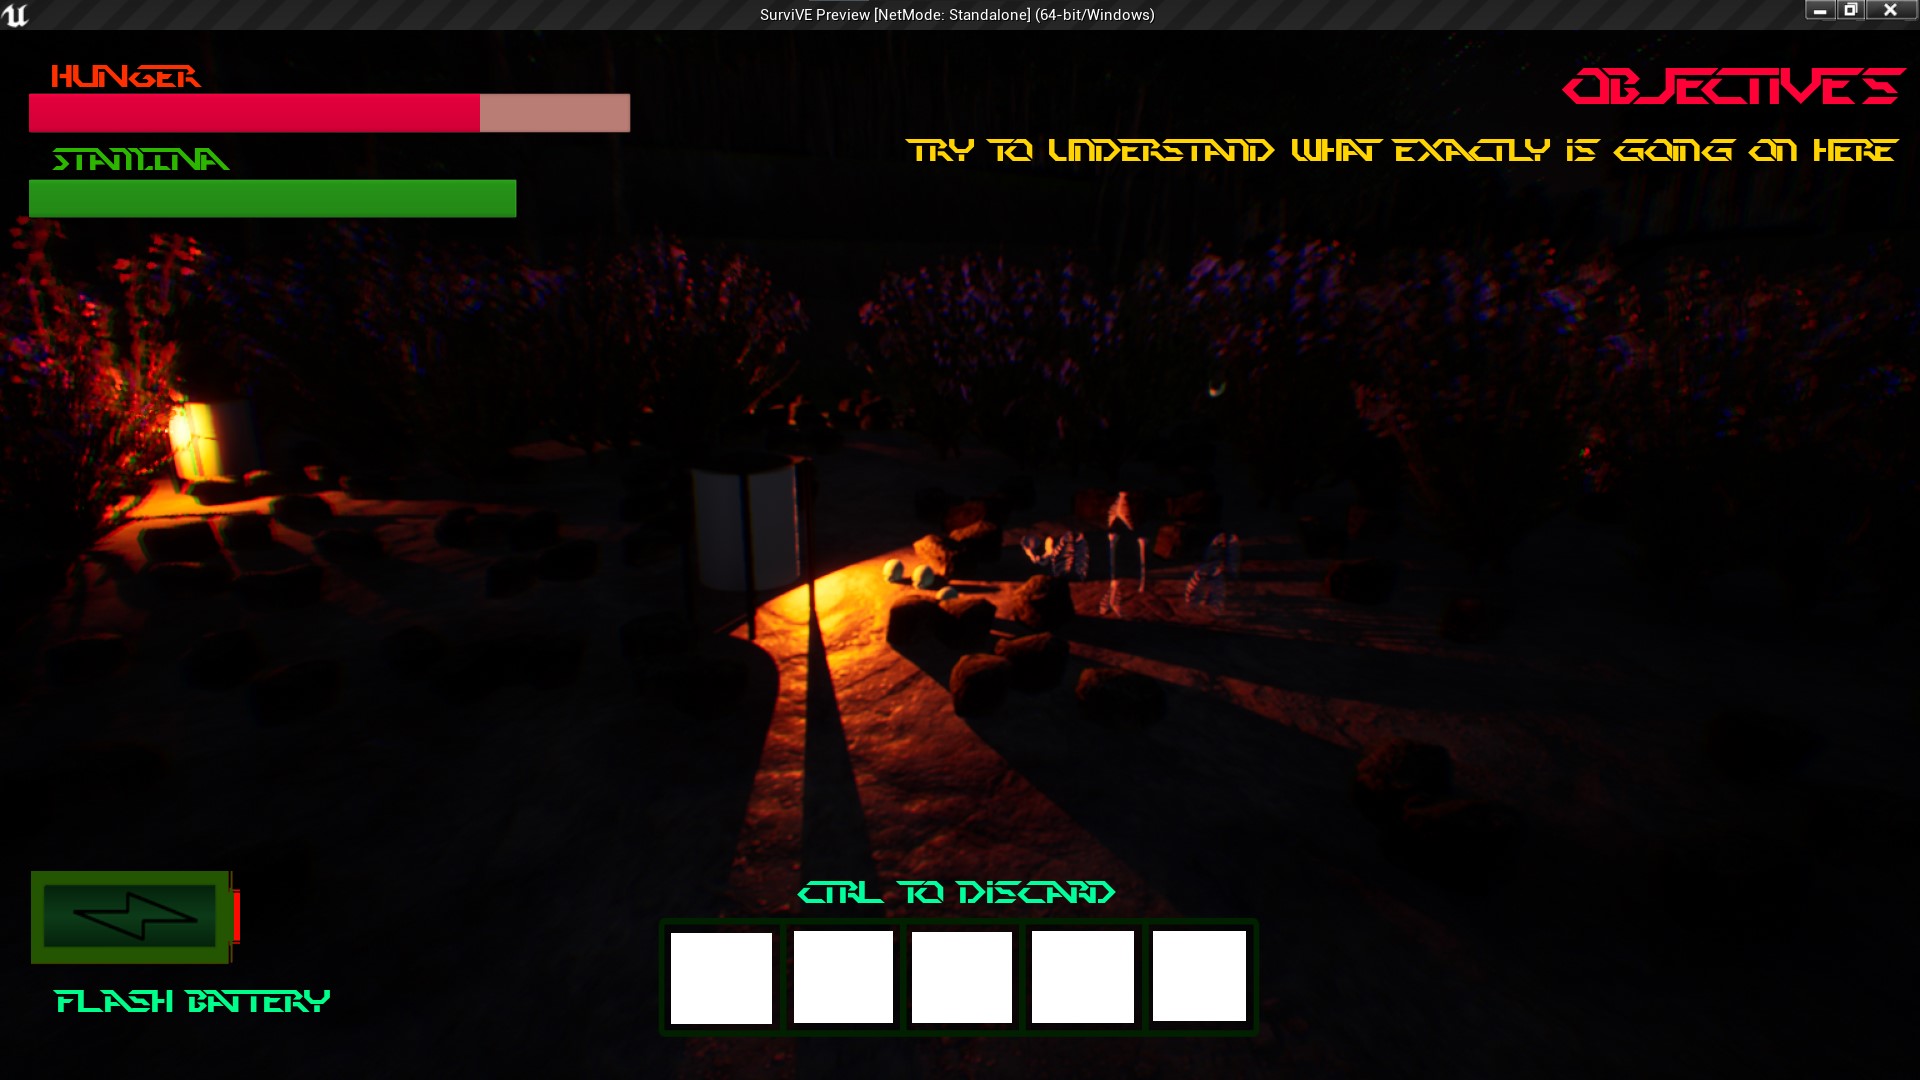 SurviVE Preview [NetMode: Standalone] (64-bit/Windows)
HUNGER
OBJECTIVES
TRY TO UNDERSTAND WHAT EXACTLY IS GOING ON HERE
STAMINA
CTRL TO DISCARD
FLASH BATTERY